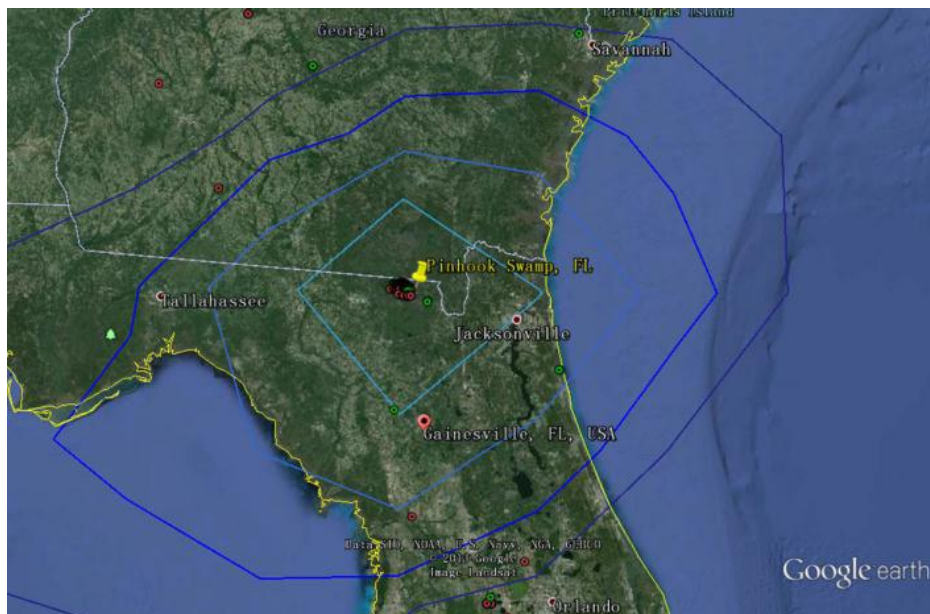 Pritchards Island
Georgia
Savannah
Pinhook Swamp, FL
Tallahassee
Jacksonville
Gainesville, FL, USA
Data SIO, NOAA, U.S. Navy, NGA, GEBCO
© 2013 Google
Image Landsat
Google earth
Orlando